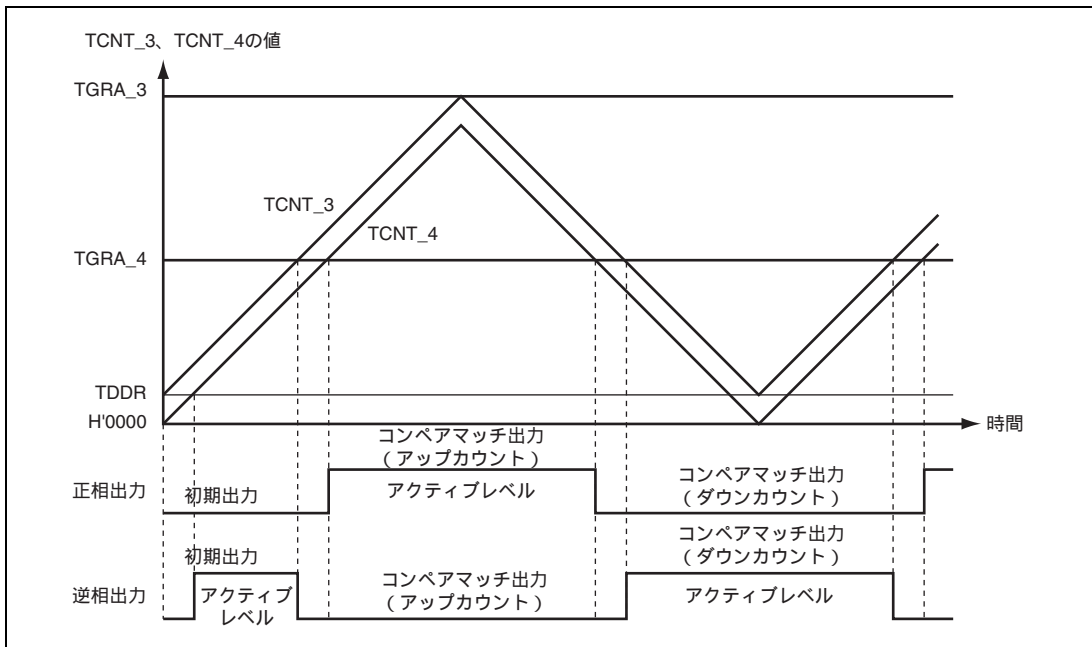 TCNT_3、TCNT_4の値
TGRA_3
TCNT_3
TCNT_4
TGRA_4
TDDR
H'0000
時間
コンペアマッチ出力
(アップカウント)
正相出力
初期出力
アクティブレベル
コンペアマッチ出力
(ダウンカウント)
初期出力
コンペアマッチ出力
(ダウンカウント)
逆相出力
アクティブ
レベル
コンペアマッチ出力
(アップカウント)
アクティブレベル